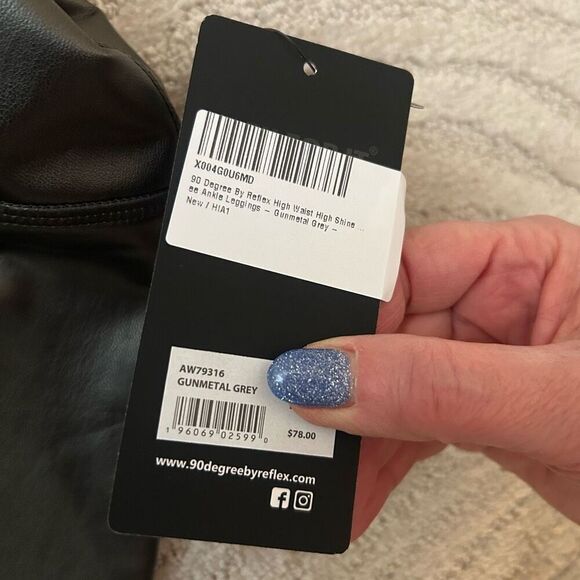 X004G0U6MD
90 Degree By Reflex High Waist High Shine ...
ee Ankle Leggings – Gunmetal Grey –
New / HIA1
AW79316
GUNMETAL GREY
1 96069 02599 0
$78.00
www.90degreebyreflex.com